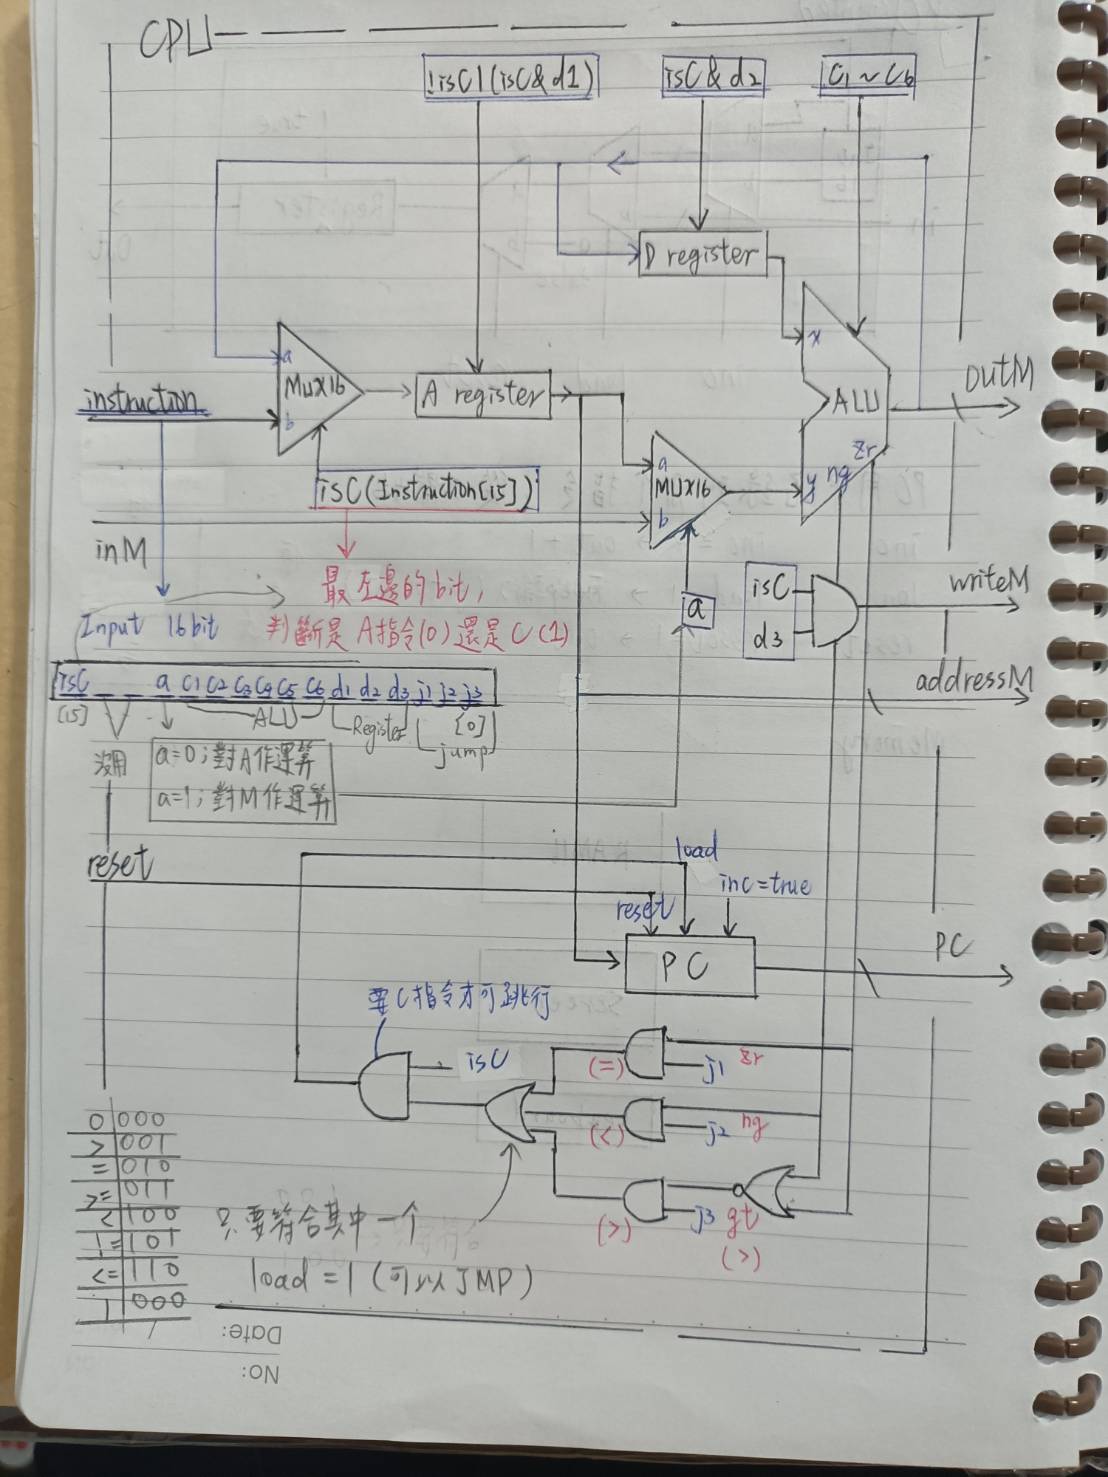 CPU
!isC|(isC&d1)
isC&d2
C1~C6
D register
a
Mux16
b
A register
x
ALU
zr
ng
y
outM
instruction
isC(Instruction[15])
a
MUX16
b
inM
最左邊的bit,
判斷是A指令(0)還是C(1)
Input 16bit
a
isC
d3
writeM
addressM
isC _ _ a C1 C2 C3 C4 C5 C6 d1 d2 d3 j1 j2 j3
[15]
ALU
Register
[0]
jump
沒用
a=0;對A作運算
a=1;對M作運算
reset
load
reset
inc=true
PC
PC
要C指令才可跳行
isC
(=)
j1
zr
(<)
j2
ng
(>)
j3
gt
(>)
只要符合其中一个
load=1(可以JMP)
0 000
> 001
= 010
>= 011
< 100
!= 101
<= 110
1 000
Date:
No: